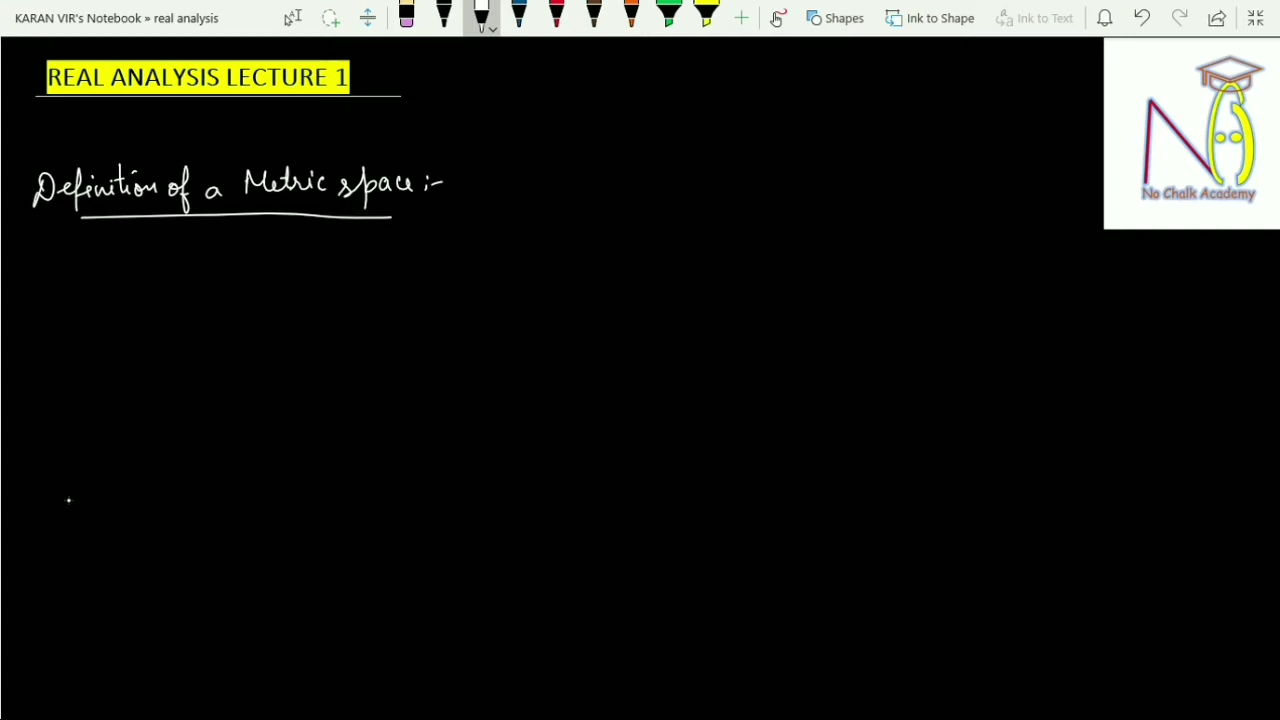 KARAN VIR's Notebook » real analysis
Shapes
Ink to Shape
Ink to Text
REAL ANALYSIS LECTURE 1
No Chalk Academy
Definition of a Metric space :-